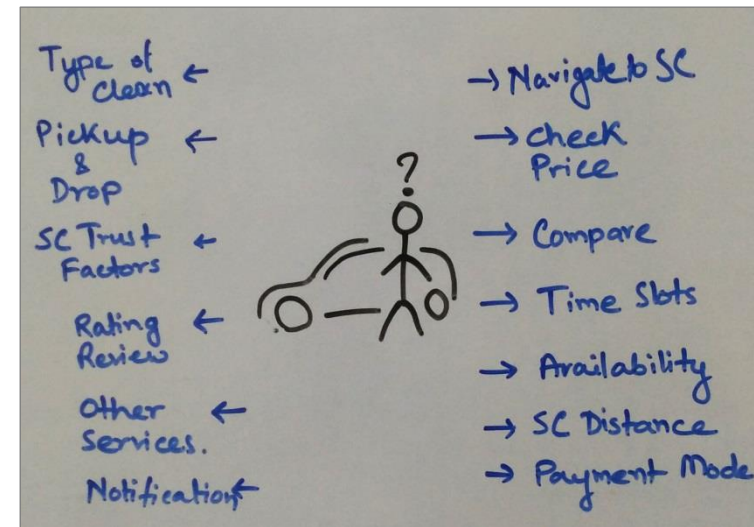 Type of
Clean ←
Pickup ←
&
Drop
SC Trust ←
Factors
Rating ←
Review
Other ←
Services.
Notification ←
?
→ Navigate to SC
→ Check
Price
→ Compare
→ Time Slots
→ Availability
→ SC Distance
→ Payment Mode